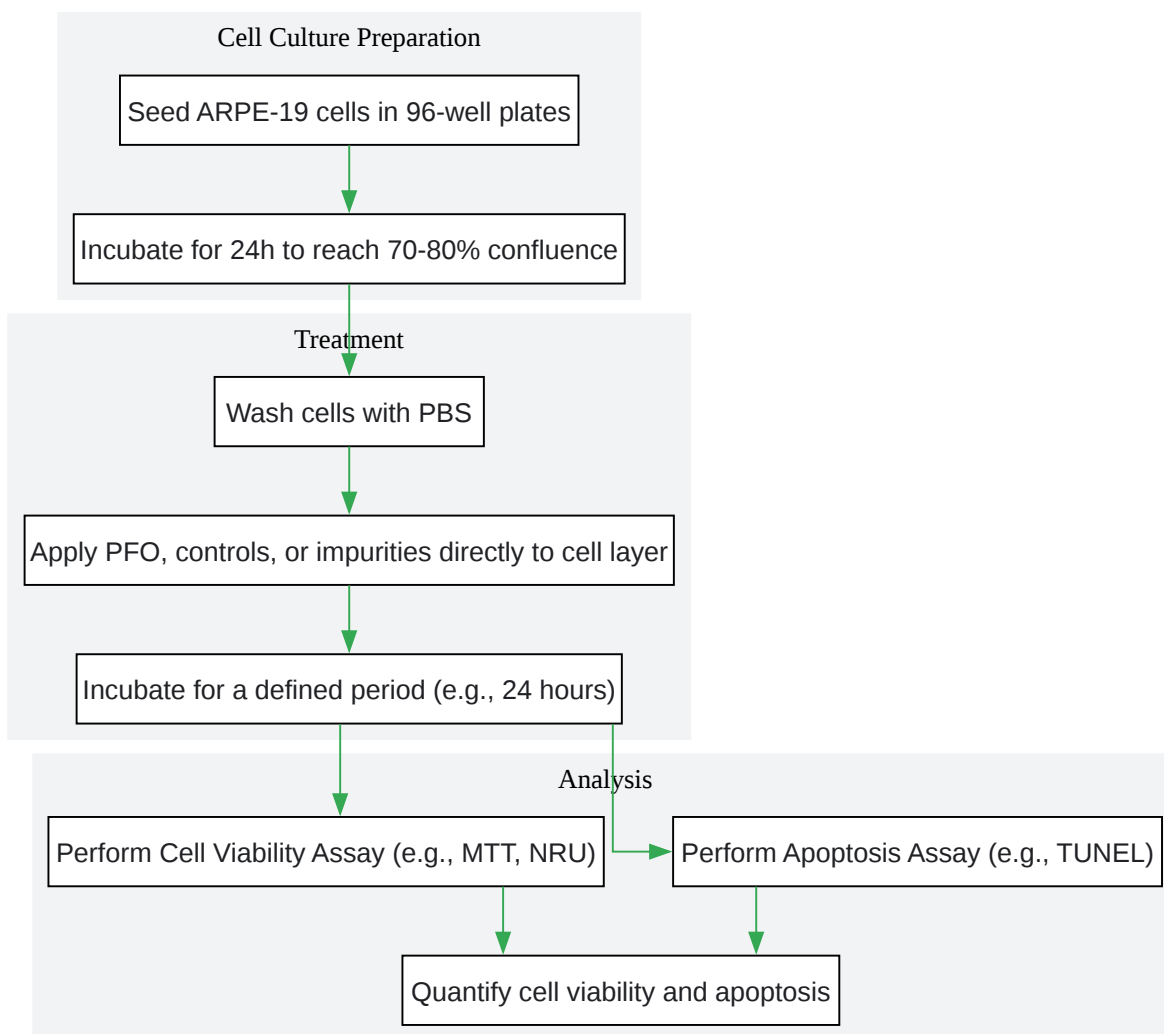 Cell Culture Preparation
Seed ARPE-19 cells in 96-well plates
Incubate for 24h to reach 70-80% confluence
Treatment
Wash cells with PBS
Apply PFO, controls, or impurities directly to cell layer
Incubate for a defined period (e.g., 24 hours)
Analysis
Perform Cell Viability Assay (e.g., MTT, NRU)
Perform Apoptosis Assay (e.g., TUNEL)
Quantify cell viability and apoptosis